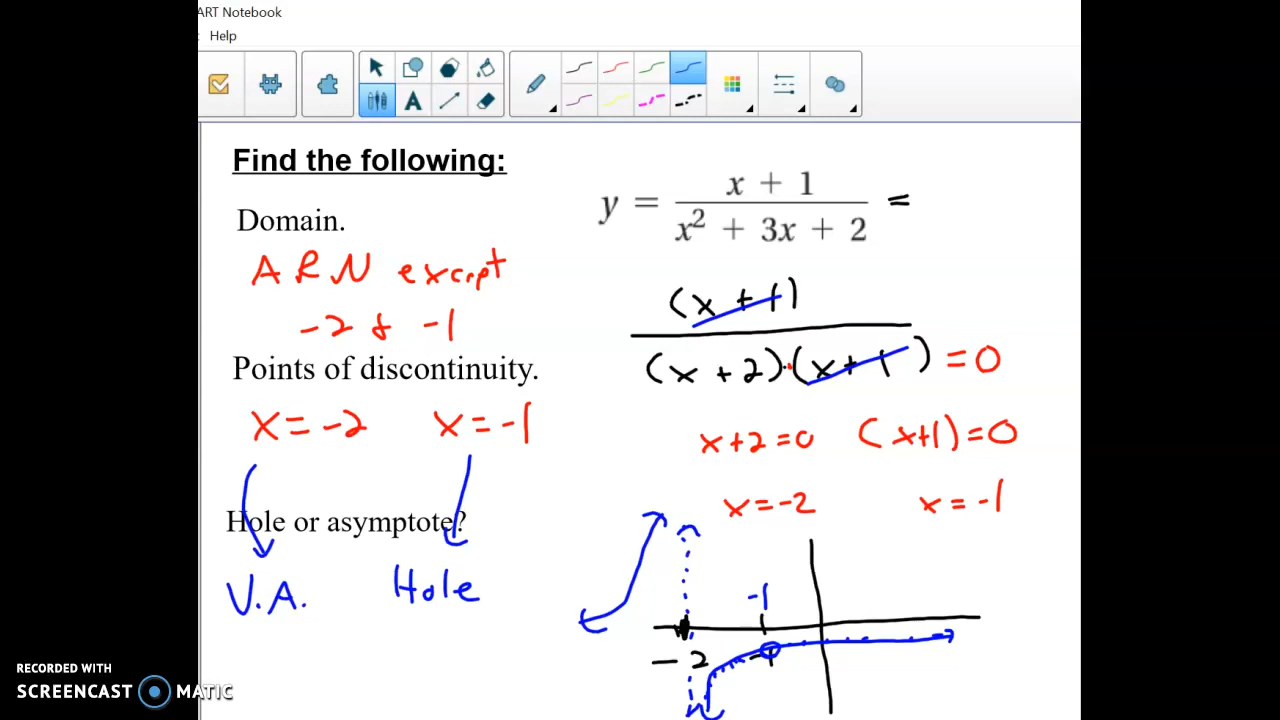 ART Notebook
Help
Find the following:
y = x + 1 / x² + 3x + 2 =
Domain.
A R N except
-2 & -1
(x + 1)
(x + 2)·(x + 1) = 0
Points of discontinuity.
x = -2 x = -1
x+2=0 (x+1)=0
x=-2 x=-1
Hole or asymptote?
V.A. Hole
-1
-2 -1
RECORDED WITH
SCREENCAST MATIC